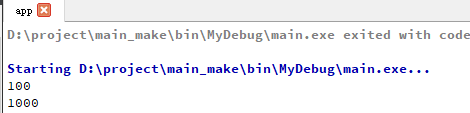 app
D:\project\main_make\bin\MyDebug\main.exe exited with code
Starting D:\project\main_make\bin\MyDebug\main.exe...
100
1000